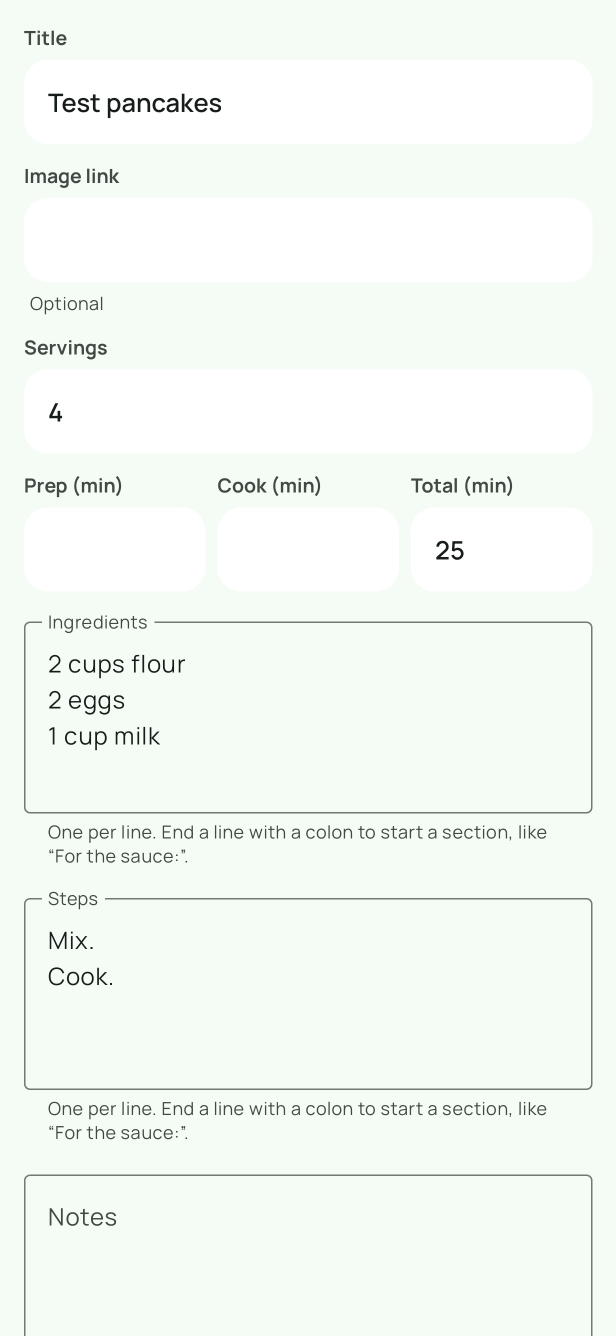 Title
Test pancakes
Image link
Optional
Servings
4
Prep (min) Cook (min) Total (min)
25
Ingredients
2 cups flour
2 eggs
1 cup milk
One per line. End a line with a colon to start a section, like
“For the sauce:”.
Steps
Mix.
Cook.
One per line. End a line with a colon to start a section, like
“For the sauce:”.
Notes